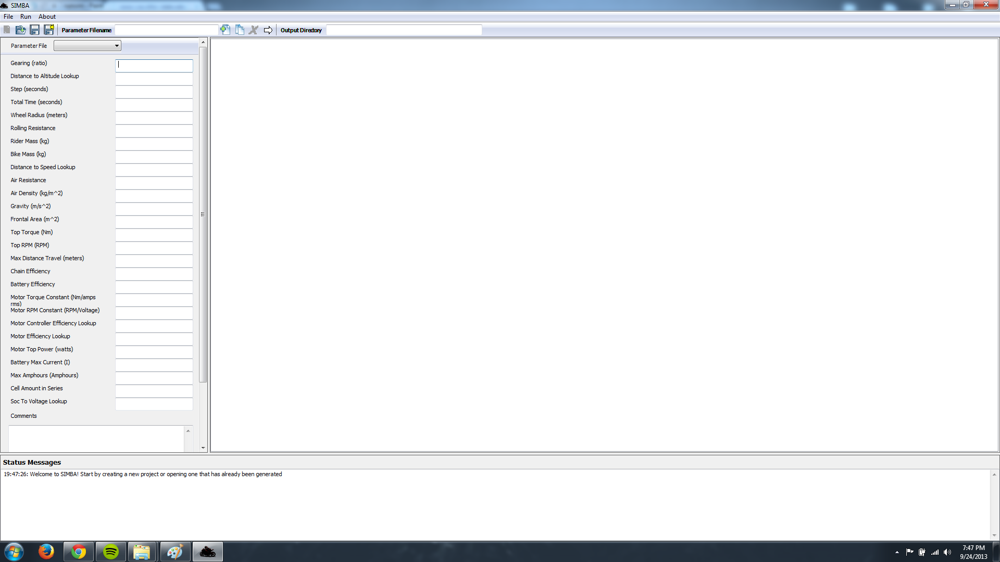 SIMBA
File Run About
Parameter Filename
Output Directory
Parameter File
Gearing (ratio)
Distance to Altitude Lookup
Step (seconds)
Total Time (seconds)
Wheel Radius (meters)
Rolling Resistance
Rider Mass (kg)
Bike Mass (kg)
Distance to Speed Lookup
Air Resistance
Air Density (kg/m^2)
Gravity (m/s^2)
Frontal Area (m^2)
Top Torque (Nm)
Top RPM (RPM)
Max Distance Travel (meters)
Chain Efficiency
Battery Efficiency
Motor Torque Constant (Nm/amps
rms)
Motor RPM Constant (RPM/Voltage)
Motor Controller Efficiency Lookup
Motor Efficiency Lookup
Motor Top Power (watts)
Battery Max Current (I)
Max Amphours (Amphours)
Cell Amount in Series
Soc To Voltage Lookup
Comments
Status Messages
19:47:26: Welcome to SIMBA! Start by creating a new project or opening one that has already been generated
7:47 PM
9/24/2013